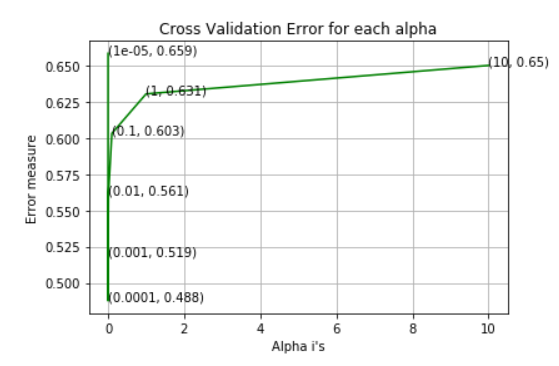 Cross Validation Error for each alpha
(1e-05, 0.659)
(10, 0.65)
(1, 0.631)
(0.1, 0.603)
(0.01, 0.561)
(0.001, 0.519)
(0.0001, 0.488)
Error measure
0.650
0.625
0.600
0.575
0.550
0.525
0.500
0 2 4 6 8 10
Alpha i's